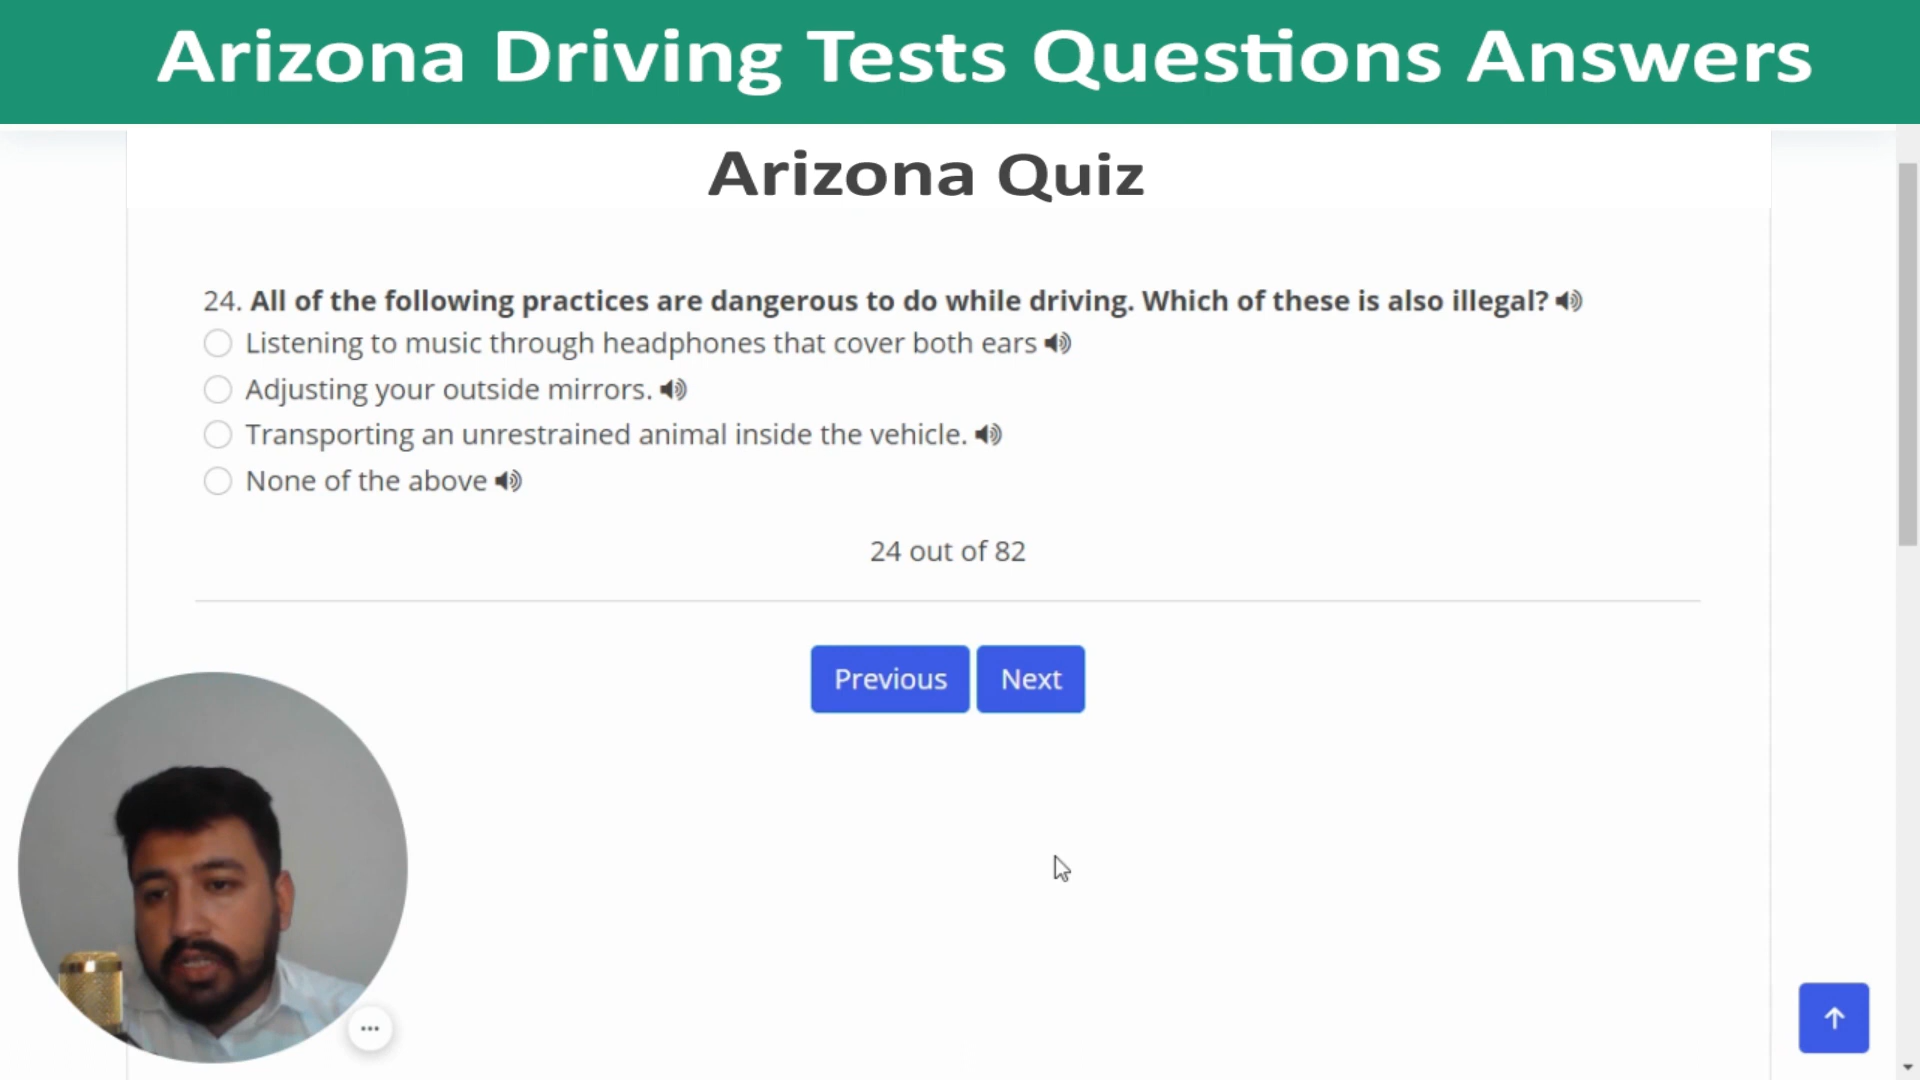 Arizona Driving Tests Questions Answers
Arizona Quiz
24. All of the following practices are dangerous to do while driving. Which of these is also illegal?
Listening to music through headphones that cover both ears
Adjusting your outside mirrors.
Transporting an unrestrained animal inside the vehicle.
None of the above
24 out of 82
Previous Next